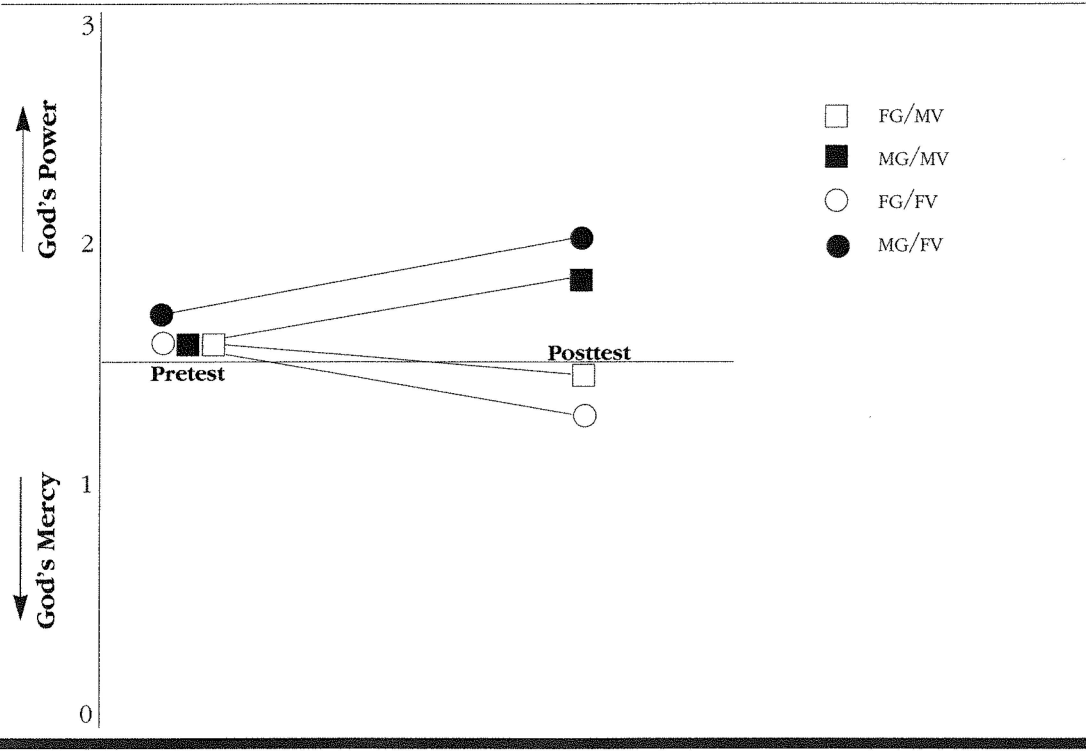 3
God's Power
2
Posttest
Pretest
1
God's Mercy
0
FG/MV
MG/MV
FG/FV
MG/FV